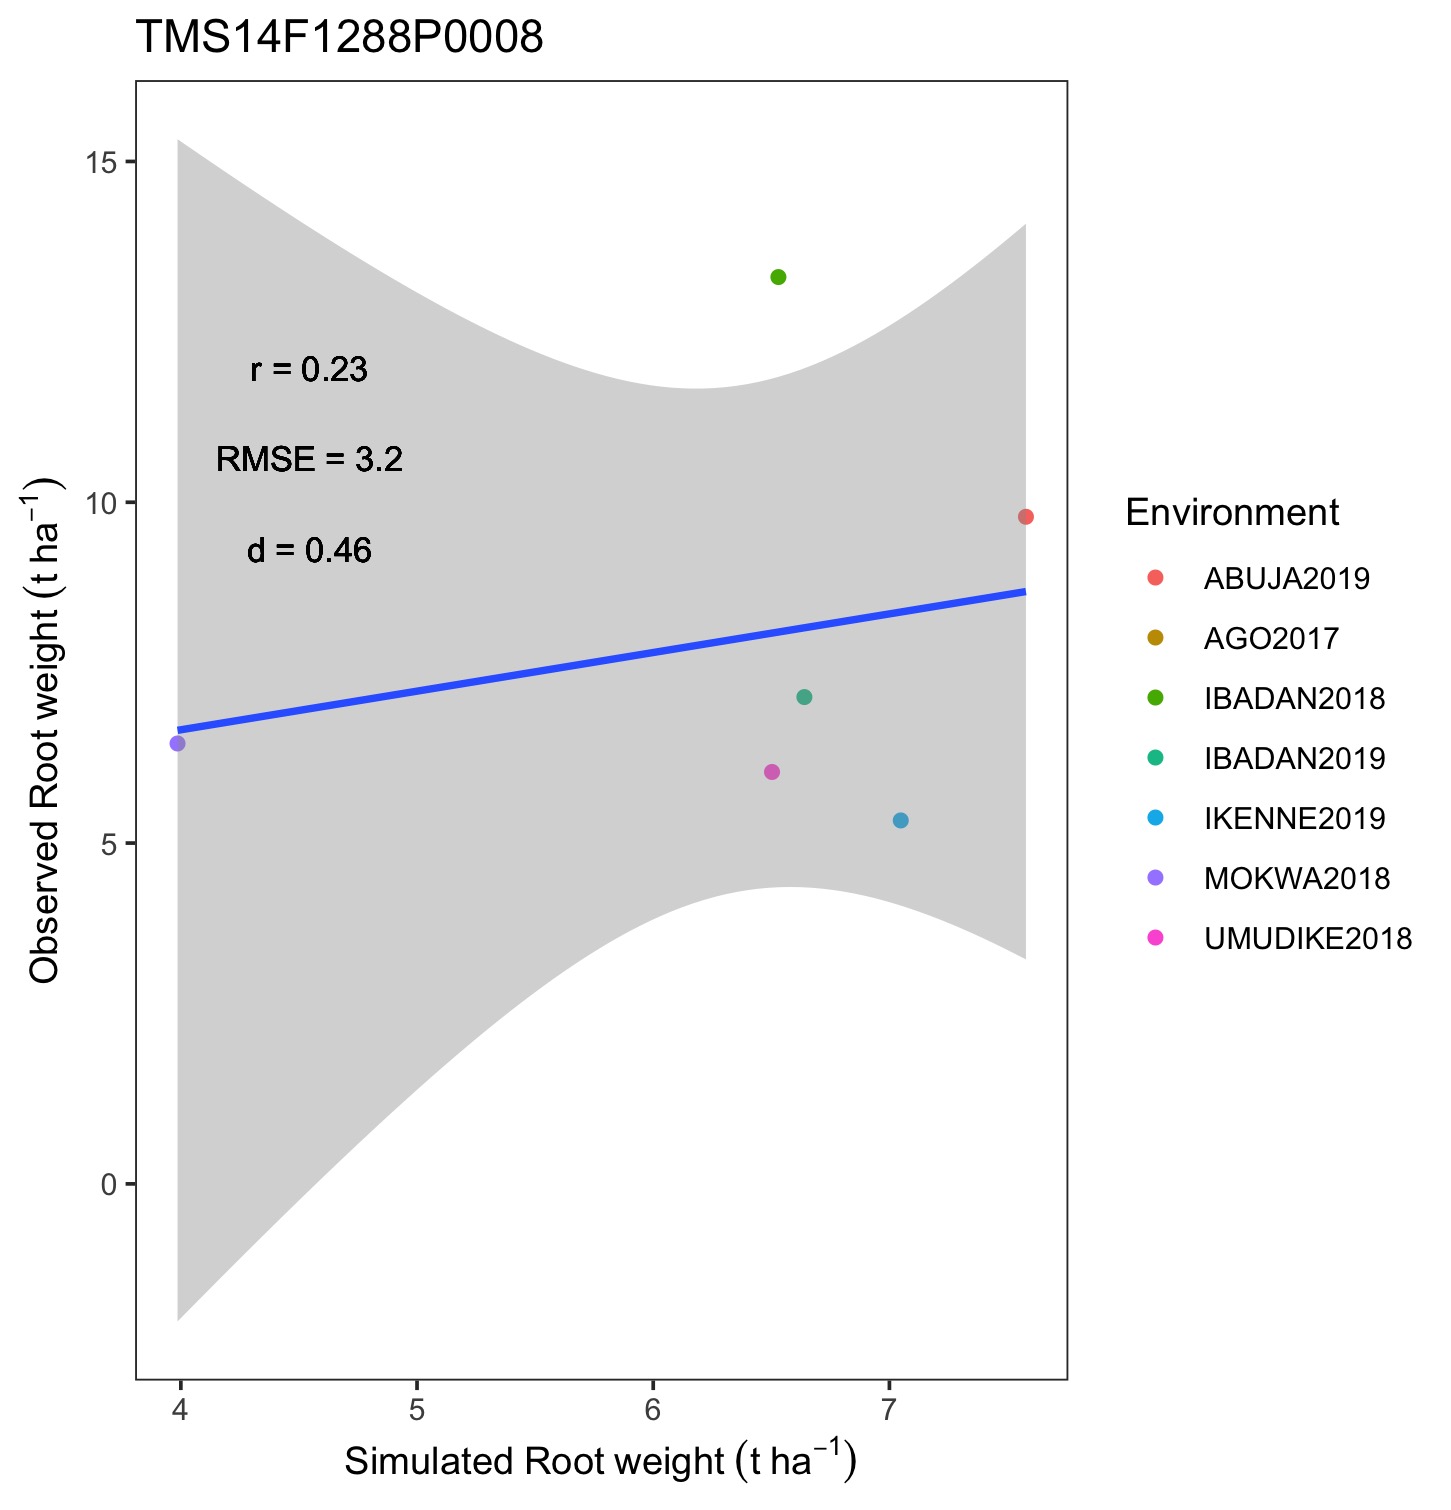 TMS14F1288P0008
15
10
5
0
Observed Root weight (t ha⁻¹)
r = 0.23
RMSE = 3.2
d = 0.46
4 5 6 7
Simulated Root weight (t ha⁻¹)
Environment
ABUJA2019
AGO2017
IBADAN2018
IBADAN2019
IKENNE2019
MOKWA2018
UMUDIKE2018